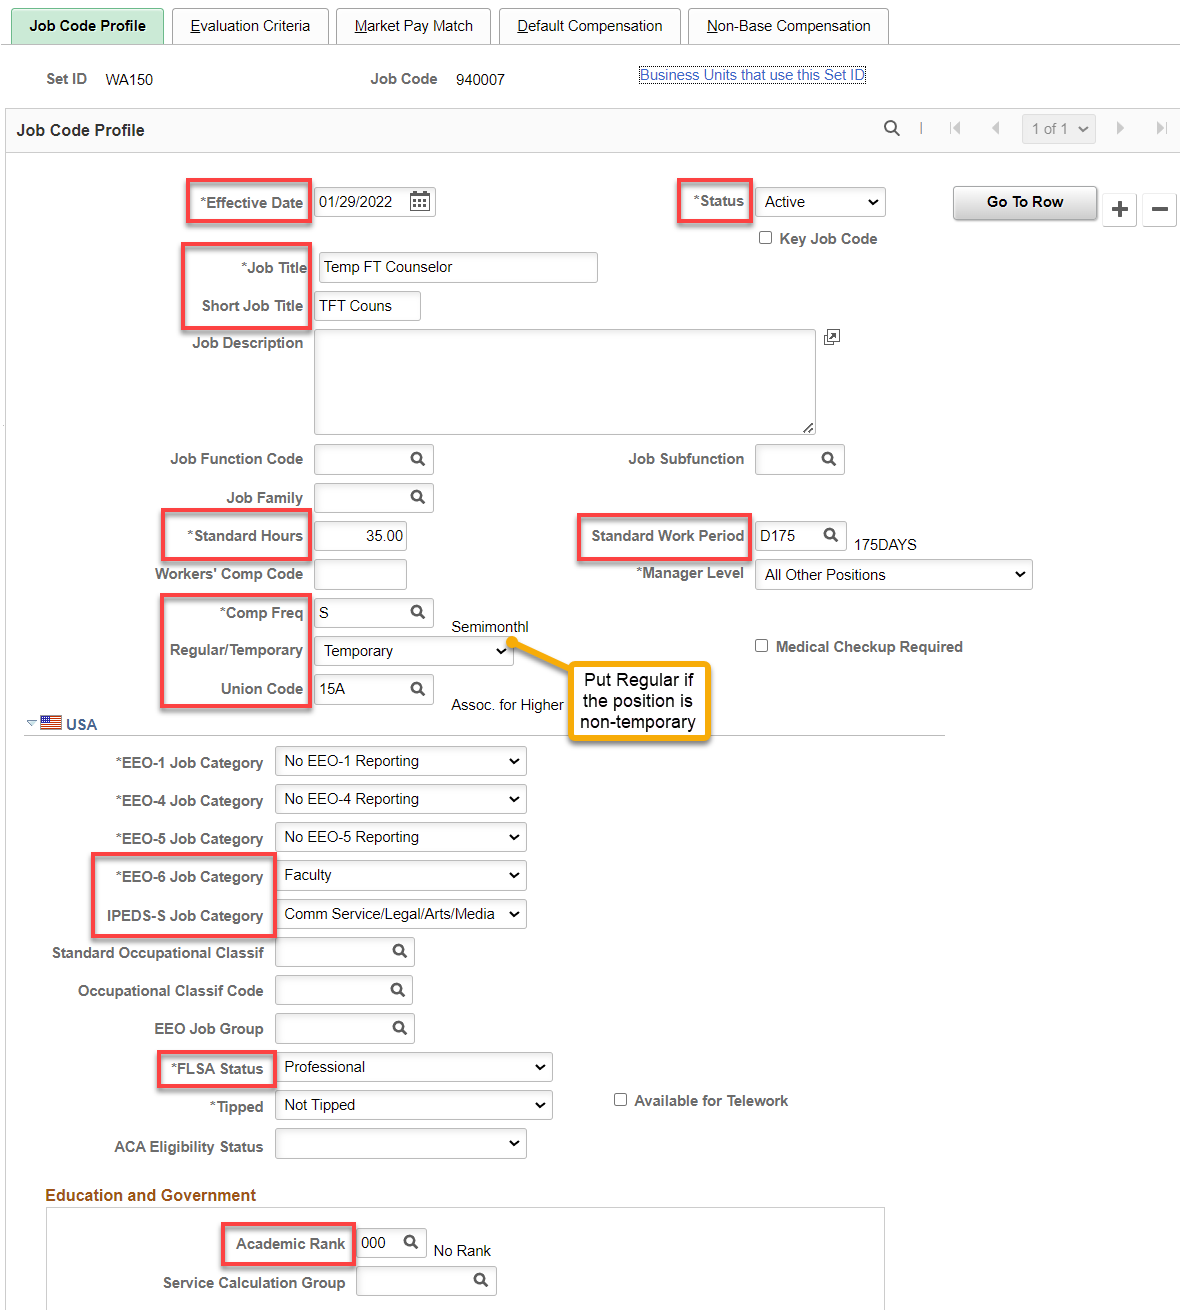 Job Code Profile Evaluation Criteria Market Pay Match Default Compensation Non-Base Compensation
Set ID WA150 Job Code 940007 Business Units that use this Set ID
Job Code Profile 1 of 1
*Effective Date 01/29/2022 *Status Active Go To Row
Key Job Code
*Job Title Temp FT Counselor
Short Job Title TFT Couns
Job Description
Job Function Code Job Subfunction
Job Family
*Standard Hours 35.00 Standard Work Period D175 175DAYS
Workers' Comp Code *Manager Level All Other Positions
*Comp Freq S Semimonthl
Regular/Temporary Temporary Medical Checkup Required
Union Code 15A Assoc. for Higher
Put Regular if
the position is
non-temporary
USA
*EEO-1 Job Category No EEO-1 Reporting
*EEO-4 Job Category No EEO-4 Reporting
*EEO-5 Job Category No EEO-5 Reporting
*EEO-6 Job Category Faculty
IPEDS-S Job Category Comm Service/Legal/Arts/Media
Standard Occupational Classif
Occupational Classif Code
EEO Job Group
*FLSA Status Professional
*Tipped Not Tipped Available for Telework
ACA Eligibility Status
Education and Government
Academic Rank 000 No Rank
Service Calculation Group